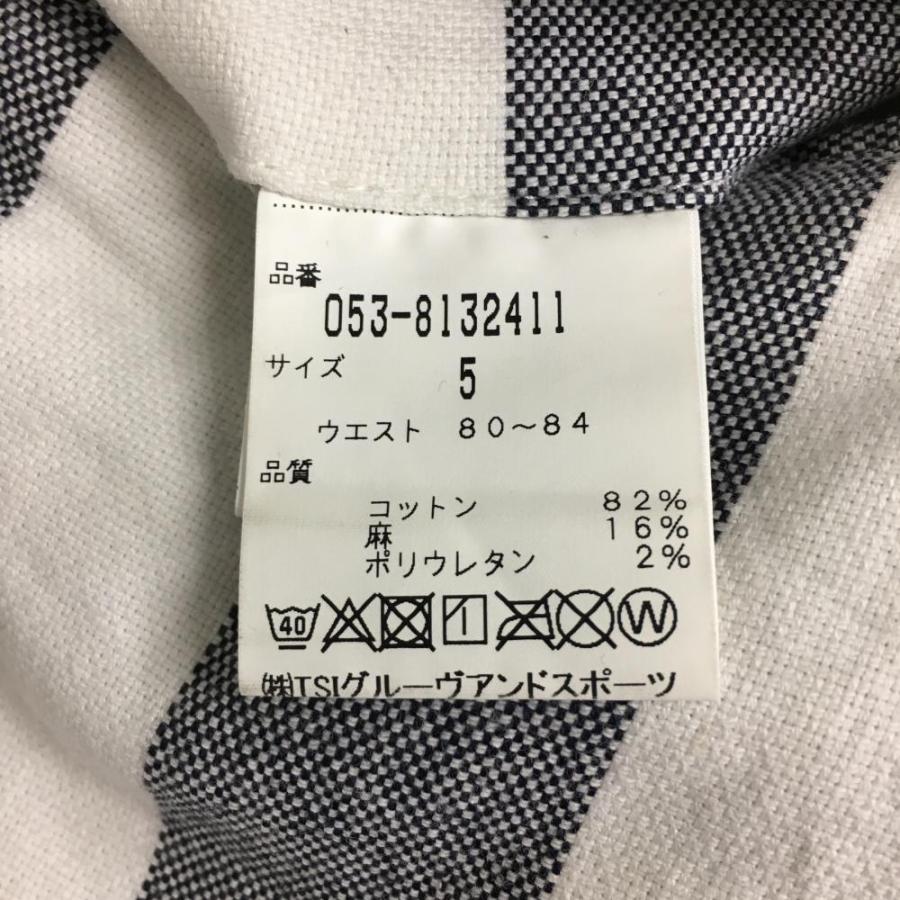 品番
053-8132411
サイズ 5
ウエスト 80～84
品質
コットン 82%
麻 16%
ポリウレタン 2%
40 W
㈱TSIグルーヴアンドスポーツ